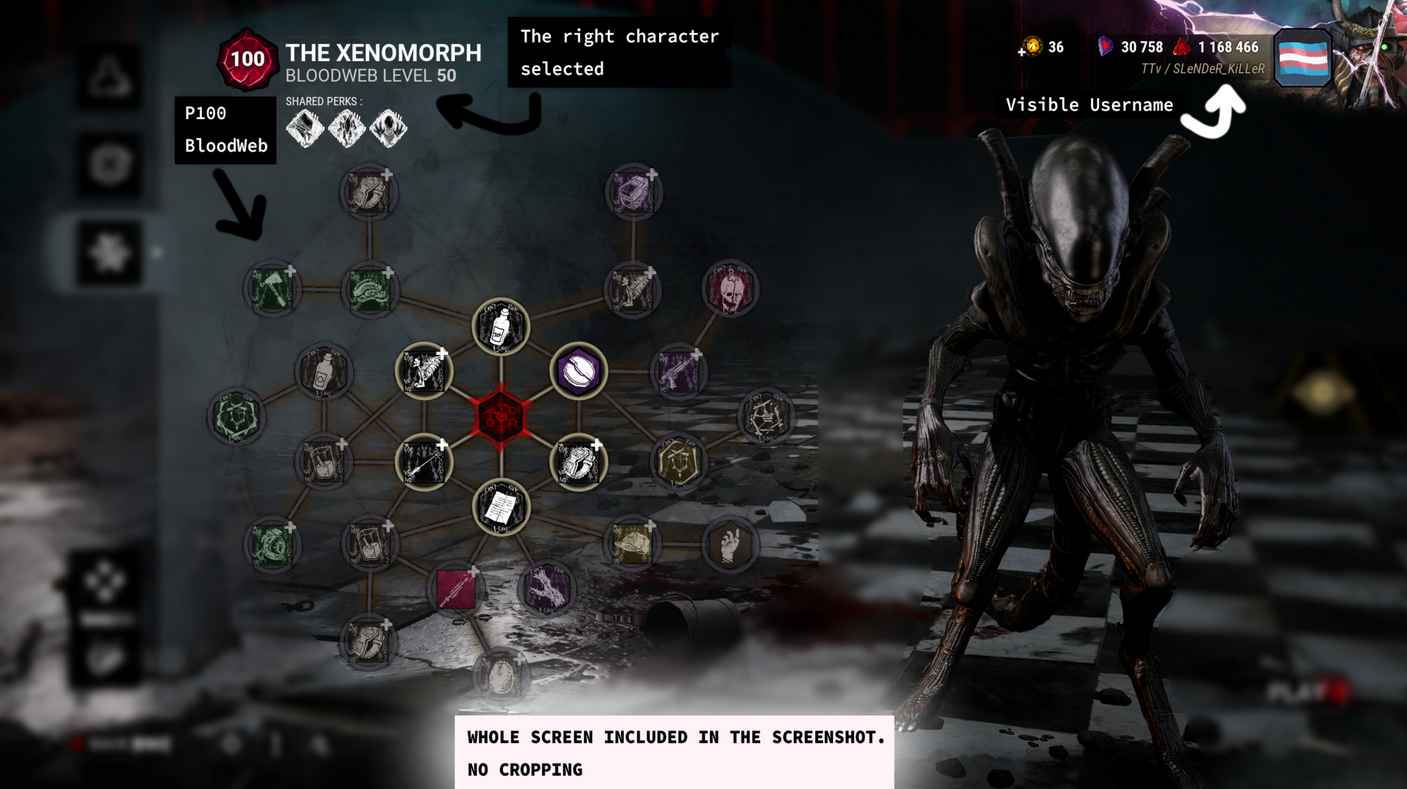 100
THE XENOMORPH
BLOODWEB LEVEL 50
The right character
selected
36
30 758
1 168 466
TTv / SLeNDeR_KiLLeR
Visible Username
P100
BloodWeb
SHARED PERKS :
PLAY
WHOLE SCREEN INCLUDED IN THE SCREENSHOT.
NO CROPPING